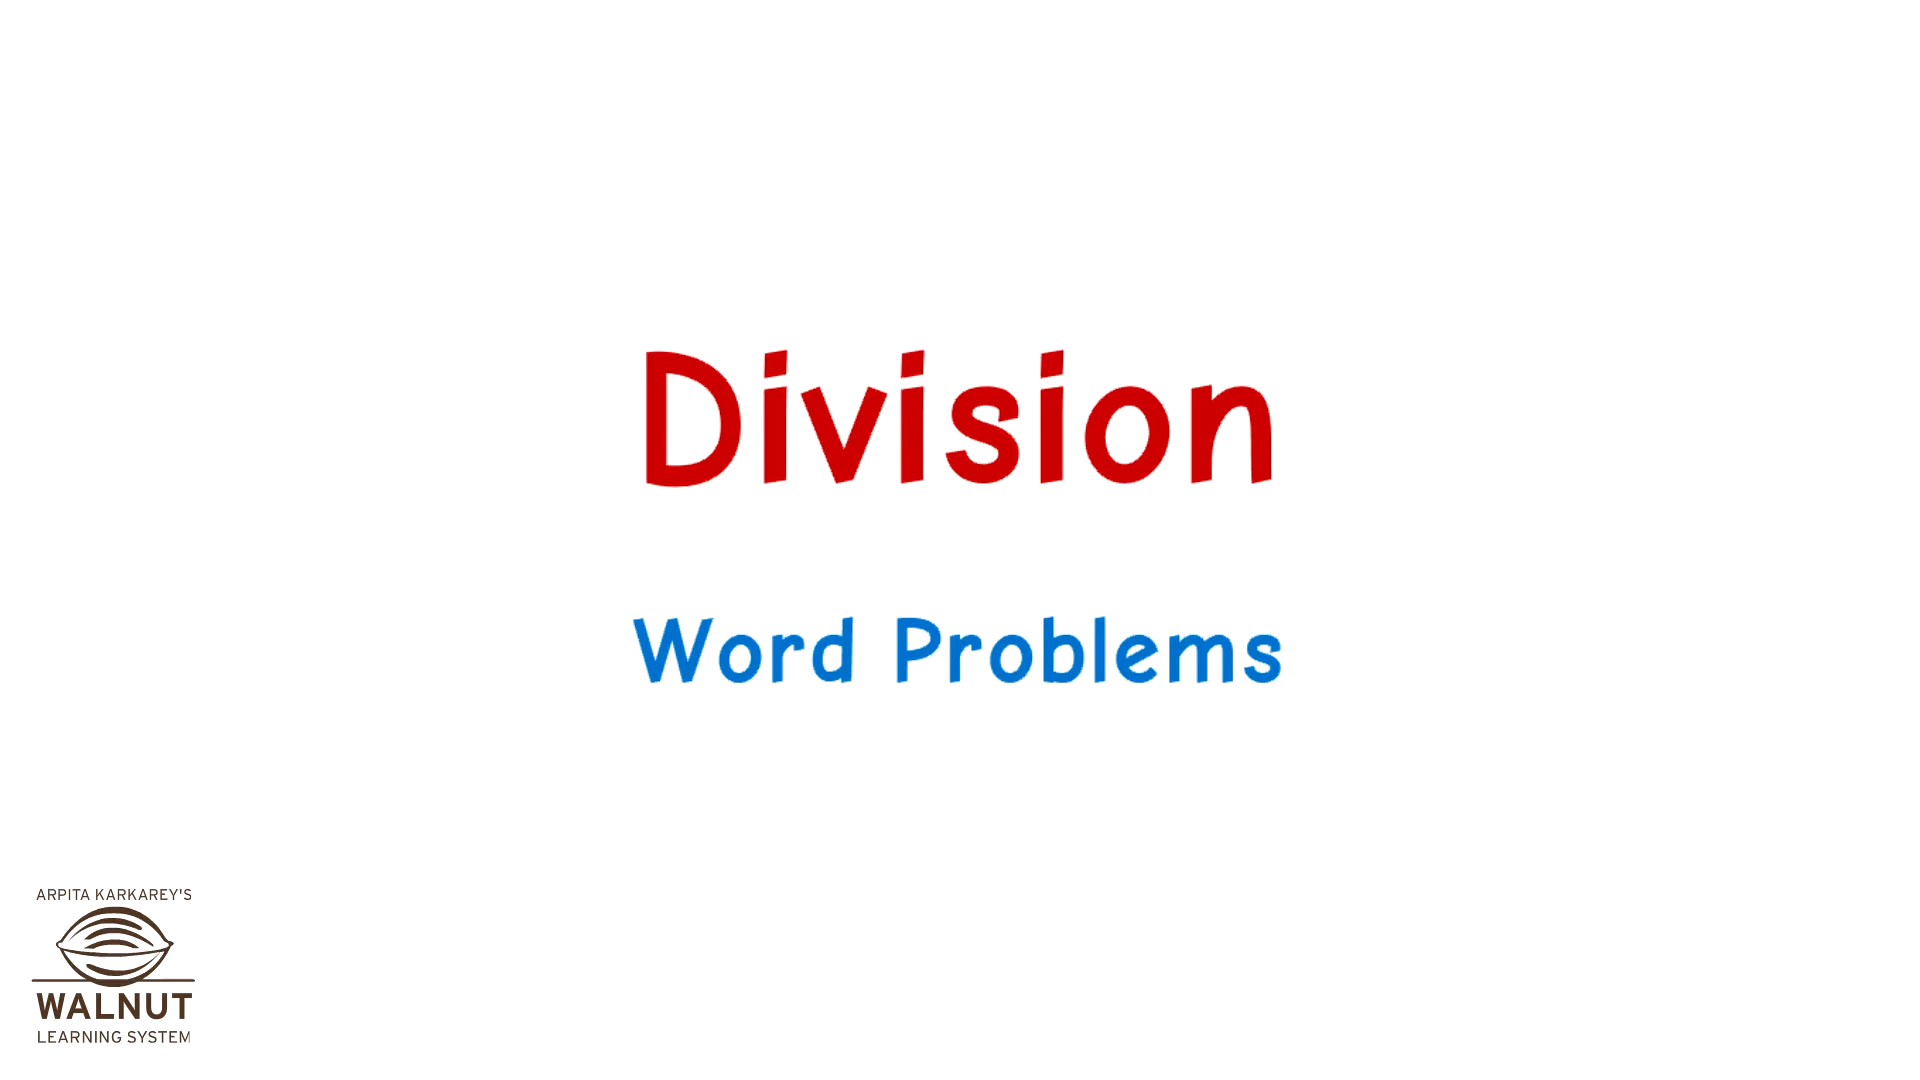 Division
Word Problems
ARPITA KARKAREY'S
WALNUT
LEARNING SYSTEM